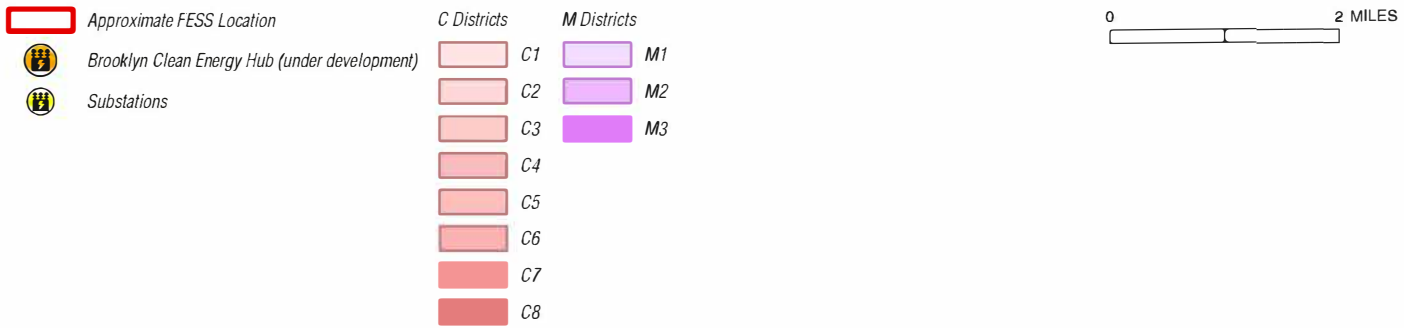 Approximate FESS Location
Brooklyn Clean Energy Hub (under development)
Substations
C Districts
C1
C2
C3
C4
C5
C6
C7
C8
M Districts
M1
M2
M3
0 2 MILES